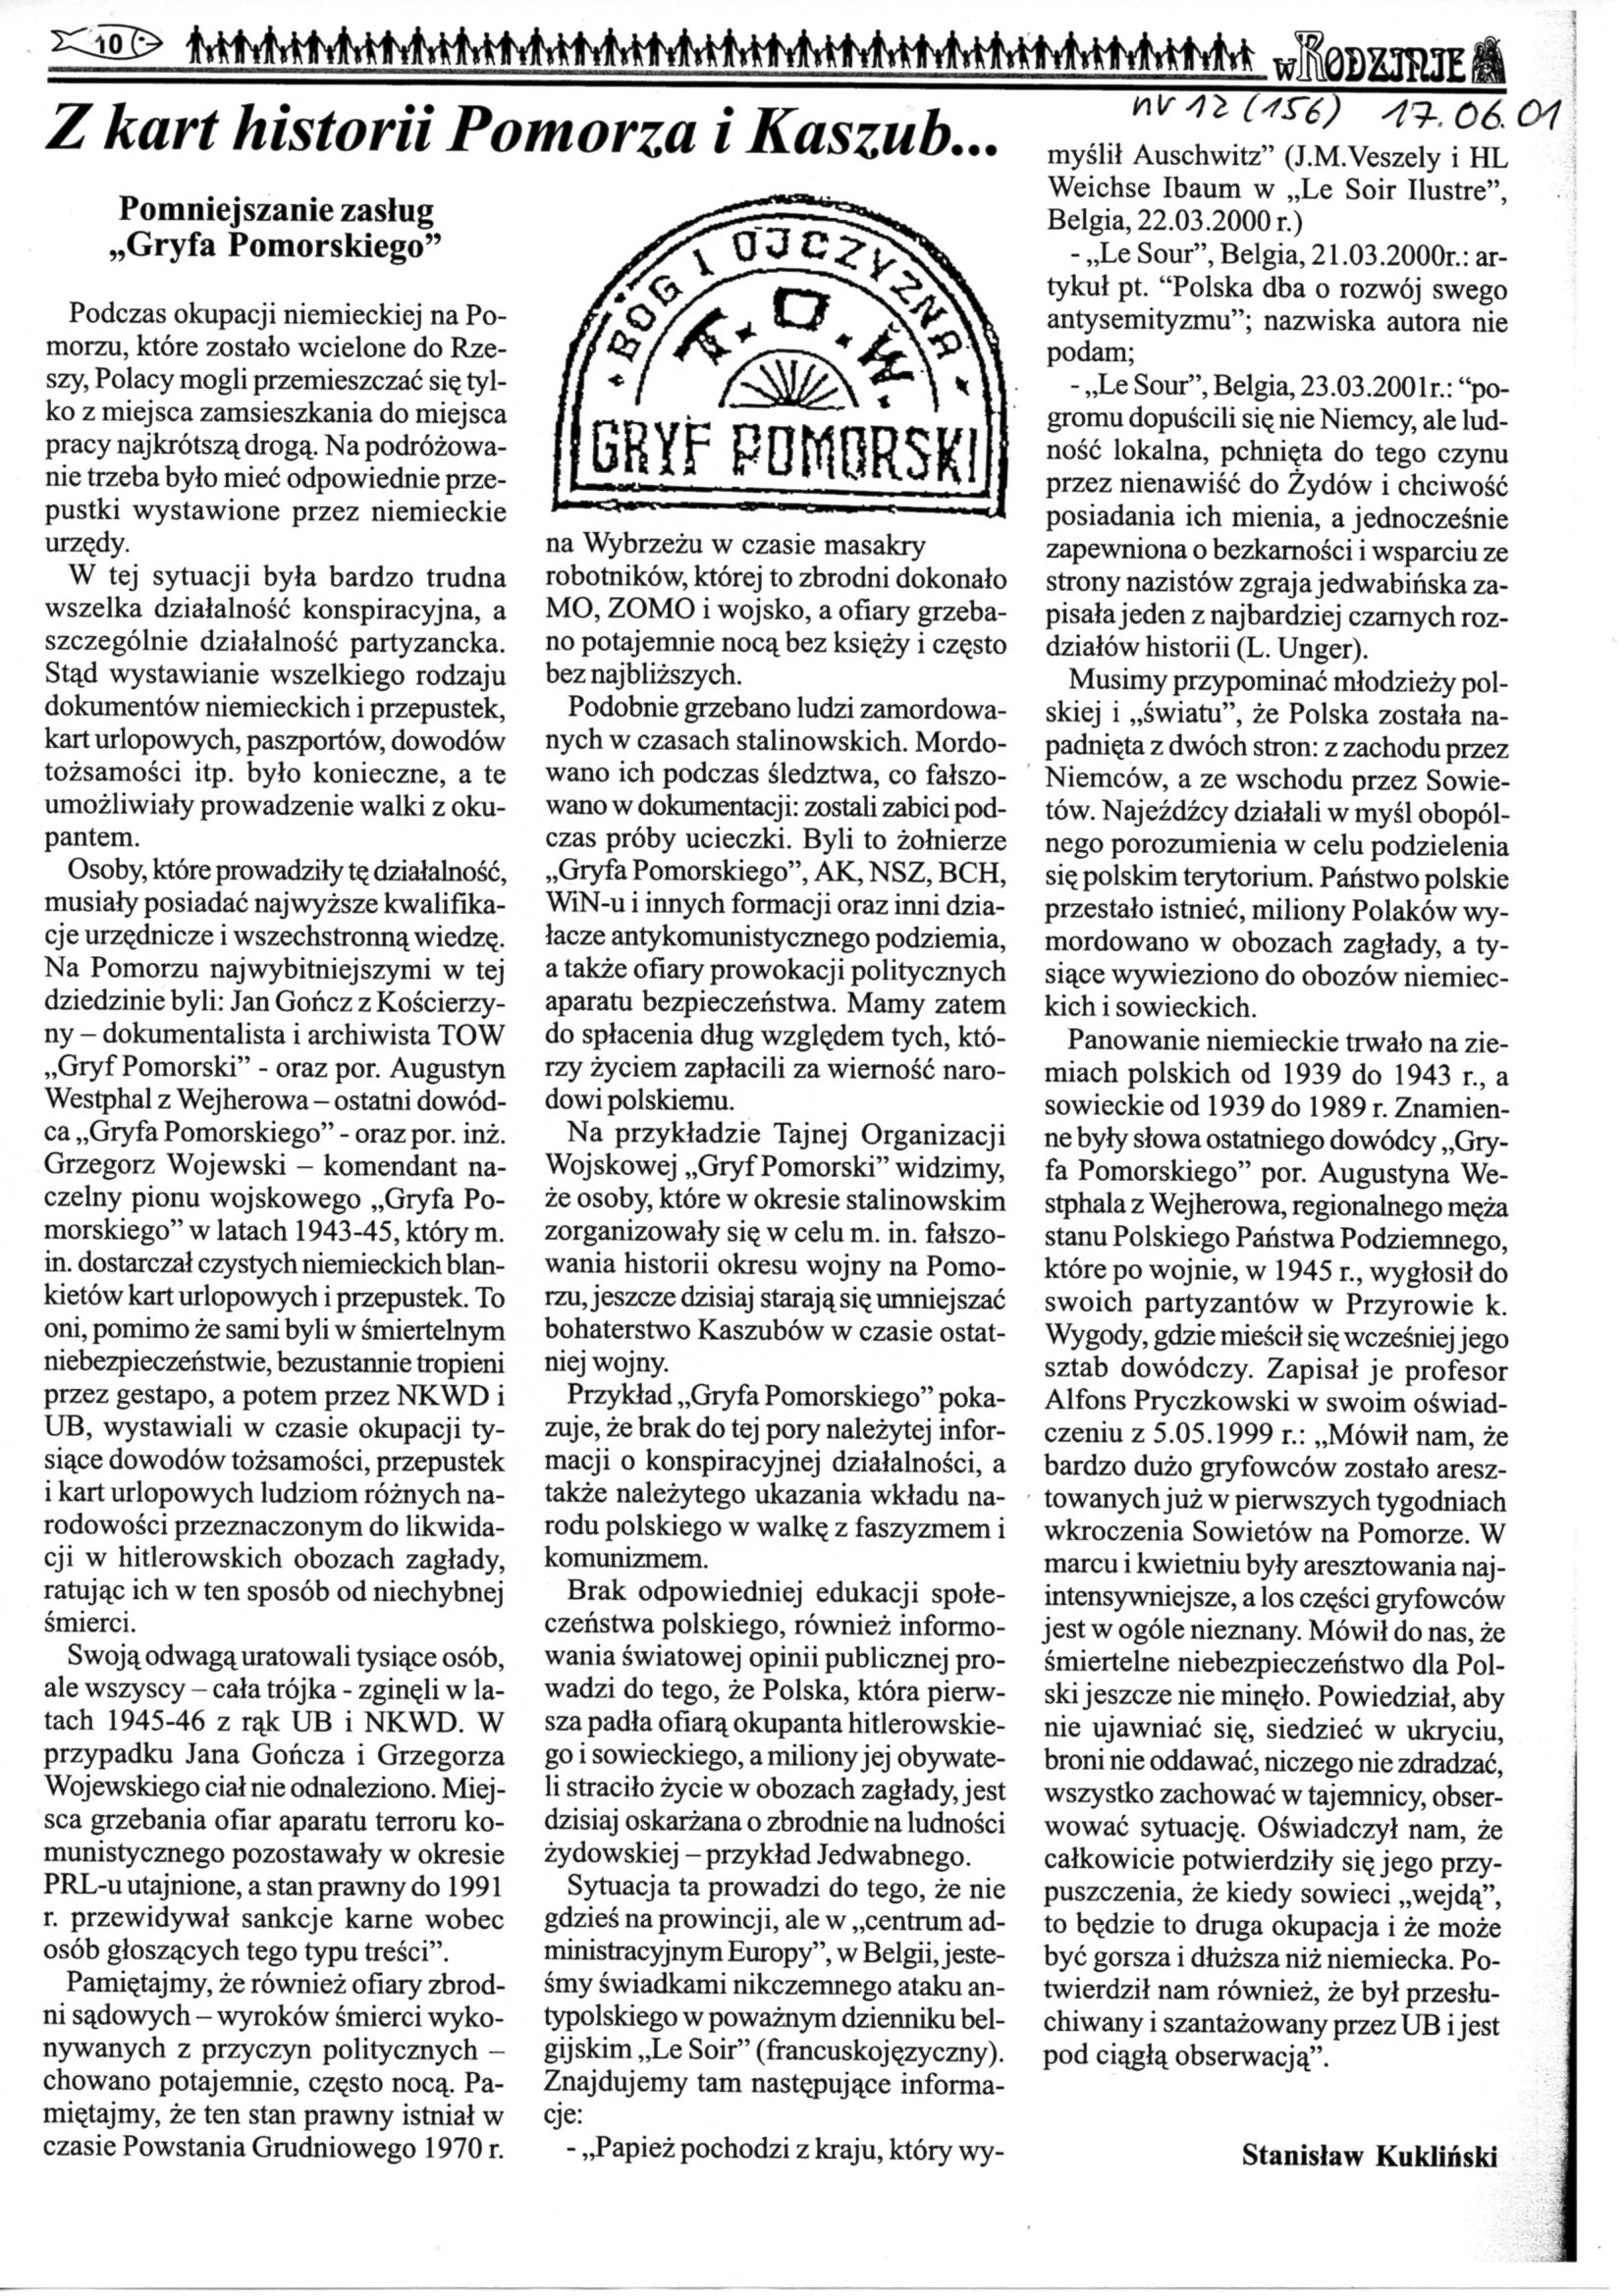 10
w RODZINIE
nr 12 (156) 17.06.01
Z kart historii Pomorza i Kaszub...
Pomniejszanie zasług
„Gryfa Pomorskiego”
Podczas okupacji niemieckiej na Po-
morzu, które zostało wcielone do Rze-
szy, Polacy mogli przemieszczać się tyl-
ko z miejsca zamsieszkania do miejsca
pracy najkrótszą drogą. Na podróżowa-
nie trzeba było mieć odpowiednie prze-
pustki wystawione przez niemieckie
urzędy.
W tej sytuacji była bardzo trudna
wszelka działalność konspiracyjna, a
szczególnie działalność partyzancka.
Stąd wystawianie wszelkiego rodzaju
dokumentów niemieckich i przepustek,
kart urlopowych, paszportów, dowodów
tożsamości itp. było konieczne, a te
umożliwiały prowadzenie walki z oku-
pantem.
Osoby, które prowadziły tę działalność,
musiały posiadać najwyższe kwalifika-
cje urzędnicze i wszechstronną wiedzę.
Na Pomorzu najwybitniejszymi w tej
dziedzinie byli: Jan Gończ z Kościerzy-
ny – dokumentalista i archiwista TOW
„Gryf Pomorski” - oraz por. Augustyn
Westphal z Wejherowa – ostatni dowód-
ca „Gryfa Pomorskiego” - oraz por. inż.
Grzegorz Wojewski – komendant na-
czelny pionu wojskowego „Gryfa Po-
morskiego” w latach 1943-45, który m.
in. dostarczał czystych niemieckich blan-
kietów kart urlopowych i przepustek. To
oni, pomimo że sami byli w śmiertelnym
niebezpieczeństwie, bezustannie tropieni
przez gestapo, a potem przez NKWD i
UB, wystawiali w czasie okupacji ty-
siące dowodów tożsamości, przepustek
i kart urlopowych ludziom różnych na-
rodowości przeznaczonym do likwida-
cji w hitlerowskich obozach zagłady,
ratując ich w ten sposób od niechybnej
śmierci.
Swoją odwagą uratowali tysiące osób,
ale wszyscy – cała trójka - zginęli w la-
tach 1945-46 z rąk UB i NKWD. W
przypadku Jana Gończa i Grzegorza
Wojewskiego ciał nie odnaleziono. Miej-
sca grzebania ofiar aparatu terroru ko-
munistycznego pozostawały w okresie
PRL-u utajnione, a stan prawny do 1991
r. przewidywał sankcje karne wobec
osób głoszących tego typu treści”.
Pamiętajmy, że również ofiary zbrod-
ni sądowych – wyroków śmierci wyko-
nywanych z przyczyn politycznych –
chowano potajemnie, często nocą. Pa-
miętajmy, że ten stan prawny istniał w
czasie Powstania Grudniowego 1970 r.
BÓG I OJCZYZNA
T.O.W.
GRYF POMORSKI
na Wybrzeżu w czasie masakry
robotników, której to zbrodni dokonało
MO, ZOMO i wojsko, a ofiary grzeba-
no potajemnie nocą bez księży i często
bez najbliższych.
Podobnie grzebano ludzi zamordowa-
nych w czasach stalinowskich. Mordo-
wano ich podczas śledztwa, co fałszo-
wano w dokumentacji: zostali zabici pod-
czas próby ucieczki. Byli to żołnierze
„Gryfa Pomorskiego”, AK, NSZ, BCH,
WiN-u i innych formacji oraz inni dzia-
łacze antykomunistycznego podziemia,
a także ofiary prowokacji politycznych
aparatu bezpieczeństwa. Mamy zatem
do spłacenia dług względem tych, któ-
rzy życiem zapłacili za wierność naro-
dowi polskiemu.
Na przykładzie Tajnej Organizacji
Wojskowej „Gryf Pomorski” widzimy,
że osoby, które w okresie stalinowskim
zorganizowały się w celu m. in. fałszo-
wania historii okresu wojny na Pomo-
rzu, jeszcze dzisiaj starają się umniejszać
bohaterstwo Kaszubów w czasie ostat-
niej wojny.
Przykład „Gryfa Pomorskiego” poka-
zuje, że brak do tej pory należytej infor-
macji o konspiracyjnej działalności, a
także należytego ukazania wkładu na-
rodu polskiego w walkę z faszyzmem i
komunizmem.
Brak odpowiedniej edukacji społe-
czeństwa polskiego, również informo-
wania światowej opinii publicznej pro-
wadzi do tego, że Polska, która pierw-
sza padła ofiarą okupanta hitlerowskie-
go i sowieckiego, a miliony jej obywate-
li straciło życie w obozach zagłady, jest
dzisiaj oskarżana o zbrodnie na ludności
żydowskiej – przykład Jedwabnego.
Sytuacja ta prowadzi do tego, że nie
gdzieś na prowincji, ale w „centrum ad-
ministracyjnym Europy”, w Belgii, jeste-
śmy świadkami nikczemnego ataku an-
typolskiego w poważnym dzienniku bel-
gijskim „Le Soir” (francuskojęzyczny).
Znajdujemy tam następujące informa-
cje:
- „Papież pochodzi z kraju, który wy-
myślił Auschwitz” (J.M.Veszely i HL
Weichse Ibaum w „Le Soir Ilustre”,
Belgia, 22.03.2000 r.)
- „Le Sour”, Belgia, 21.03.2000r.: ar-
tykuł pt. “Polska dba o rozwój swego
antysemityzmu”; nazwiska autora nie
podam;
- „Le Sour”, Belgia, 23.03.2001r.: “po-
gromu dopuścili się nie Niemcy, ale lud-
ność lokalna, pchnięta do tego czynu
przez nienawiść do Żydów i chciwość
posiadania ich mienia, a jednocześnie
zapewniona o bezkarności i wsparciu ze
strony nazistów zgraja jedwabińska za-
pisała jeden z najbardziej czarnych roz-
działów historii (L. Unger).
Musimy przypominać młodzieży pol-
skiej i „światu”, że Polska została na-
padnięta z dwóch stron: z zachodu przez
Niemców, a ze wschodu przez Sowie-
tów. Najeźdźcy działali w myśl obopól-
nego porozumienia w celu podzielenia
się polskim terytorium. Państwo polskie
przestało istnieć, miliony Polaków wy-
mordowano w obozach zagłady, a ty-
siące wywieziono do obozów niemiec-
kich i sowieckich.
Panowanie niemieckie trwało na zie-
miach polskich od 1939 do 1943 r., a
sowieckie od 1939 do 1989 r. Znamien-
ne były słowa ostatniego dowódcy „Gry-
fa Pomorskiego” por. Augustyna We-
stphala z Wejherowa, regionalnego męża
stanu Polskiego Państwa Podziemnego,
które po wojnie, w 1945 r., wygłosił do
swoich partyzantów w Przyrowie k.
Wygody, gdzie mieścił się wcześniej jego
sztab dowódczy. Zapisał je profesor
Alfons Pryczkowski w swoim oświad-
czeniu z 5.05.1999 r.: „Mówił nam, że
bardzo dużo gryfowców zostało aresz-
towanych już w pierwszych tygodniach
wkroczenia Sowietów na Pomorze. W
marcu i kwietniu były aresztowania naj-
intensywniejsze, a los części gryfowców
jest w ogóle nieznany. Mówił do nas, że
śmiertelne niebezpieczeństwo dla Pol-
ski jeszcze nie minęło. Powiedział, aby
nie ujawniać się, siedzieć w ukryciu,
broni nie oddawać, niczego nie zdradzać,
wszystko zachować w tajemnicy, obser-
wować sytuację. Oświadczył nam, że
całkowicie potwierdziły się jego przy-
puszczenia, że kiedy sowieci „wejdą”,
to będzie to druga okupacja i że może
być gorsza i dłuższa niż niemiecka. Po-
twierdził nam również, że był przesłu-
chiwany i szantażowany przez UB i jest
pod ciągłą obserwacją”.
Stanisław Kukliński